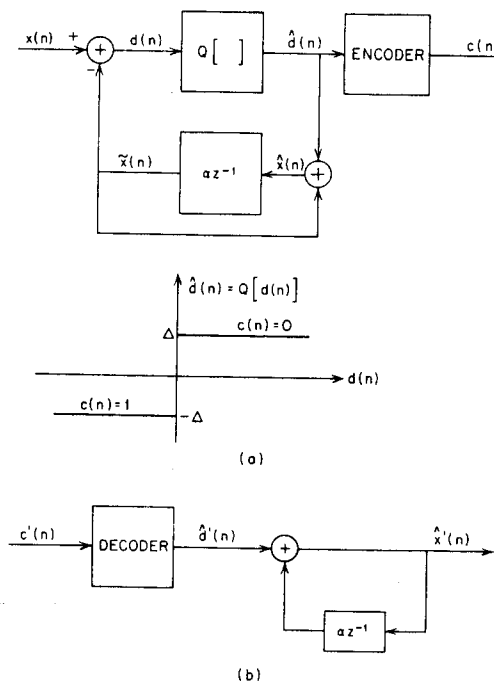 x(n) + d(n) Q[ ] d̂(n) ENCODER c(n
−
x̃(n) αz⁻¹ x̂(n)
d̂(n) = Q[d(n)]
c(n)=0
Δ
d(n)
c(n)=1
−Δ
(a)
c'(n) DECODER d̂'(n) x̂'(n)
αz⁻¹
(b)